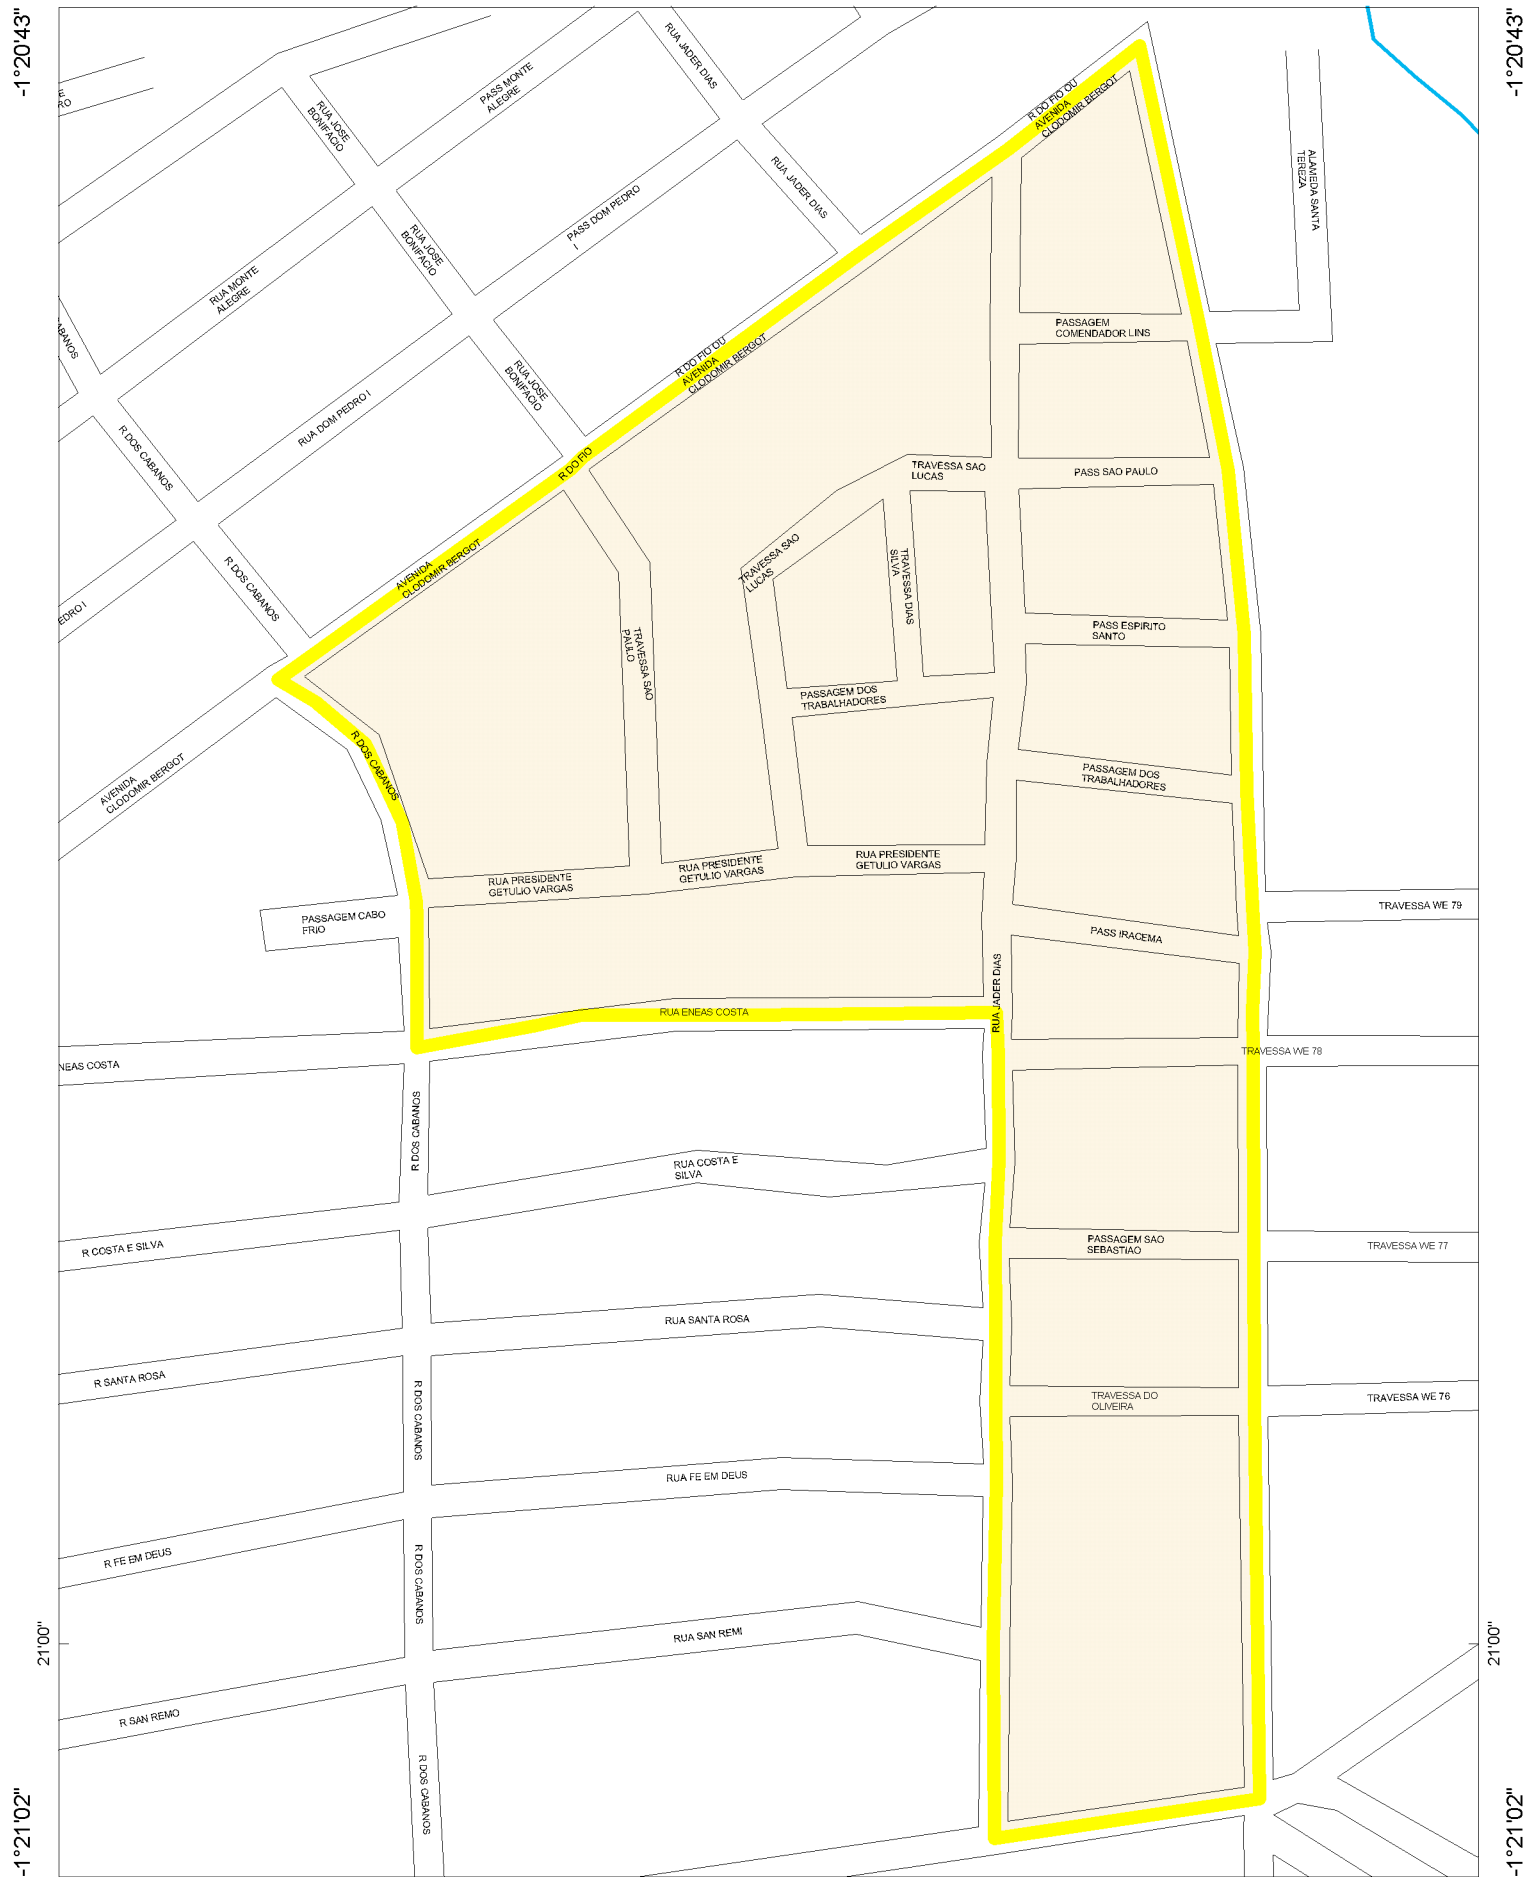 -1°20'43"
-1°20'43"
RUA JADER DIAS
PASS MONTE
ALEGRE
RUA JOSE
BONIFACIO
R DO FIO OU
AVENIDA
CLODOMIR BERGOT
RUA JADER DIAS
ALAMEDA SANTA
TEREZA
PASS DOM PEDRO
I
RUA JOSE
BONIFACIO
RUA MONTE
ALEGRE
PASSAGEM
COMENDADOR LINS
ABANOS
R DO FIO OU
AVENIDA
CLODOMIR BERGOT
RUA JOSE
BONIFACIO
RUA DOM PEDRO I
R DOS CABANOS
R DO FIO
TRAVESSA SAO
LUCAS
PASS SAO PAULO
AVENIDA
CLODOMIR BERGOT
TRAVESSA SAO
LUCAS
TRAVESSA DIAS
SILVA
R DOS CABANOS
EDRO I
PASS ESPIRITO
SANTO
TRAVESSA SAO
PAULO
PASSAGEM DOS
TRABALHADORES
R DOS CABANOS
AVENIDA
CLODOMIR BERGOT
PASSAGEM DOS
TRABALHADORES
RUA PRESIDENTE
GETULIO VARGAS
RUA PRESIDENTE
GETULIO VARGAS
RUA PRESIDENTE
GETULIO VARGAS
PASSAGEM CABO
FRIO
TRAVESSA WE 79
PASS IRACEMA
RUA JADER DIAS
RUA ENEAS COSTA
NEAS COSTA
TRAVESSA WE 78
R DOS CABANOS
RUA COSTA E
SILVA
R COSTA E SILVA
PASSAGEM SAO
SEBASTIAO
TRAVESSA WE 77
RUA SANTA ROSA
R SANTA ROSA
R DOS CABANOS
TRAVESSA DO
OLIVEIRA
TRAVESSA WE 76
RUA FE EM DEUS
R FE EM DEUS
R DOS CABANOS
RUA SAN REMI
21'00"
21'00"
R SAN REMO
R DOS CABANOS
-1°21'02"
-1°21'02"